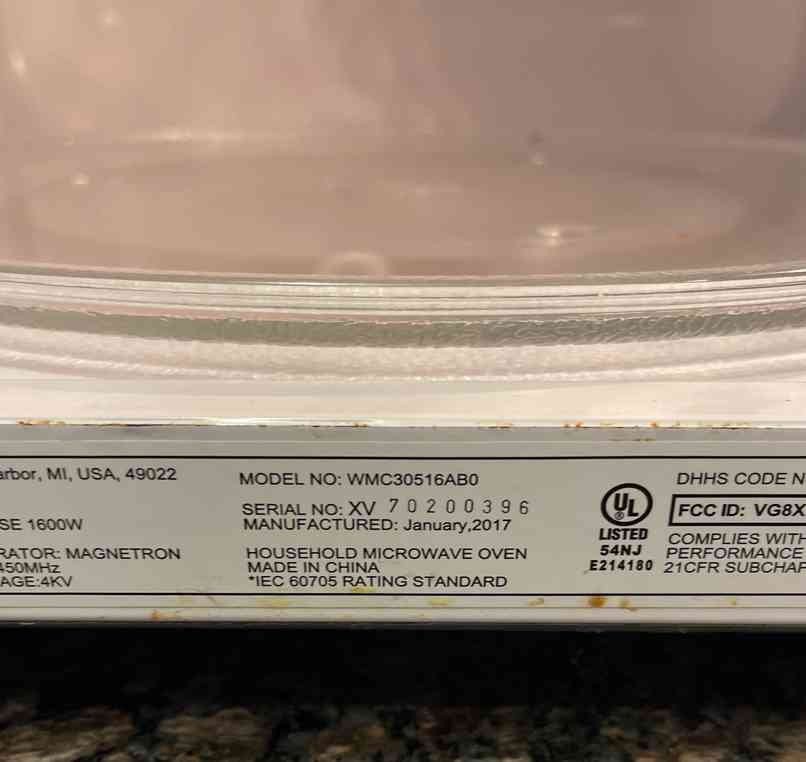 arbor, MI, USA, 49022
SE 1600W
RATOR: MAGNETRON
450MHz
AGE:4KV
MODEL NO: WMC30516AB0
SERIAL NO: XV 70200396
MANUFACTURED: January,2017
HOUSEHOLD MICROWAVE OVEN
MADE IN CHINA
*IEC 60705 RATING STANDARD
UL
®
LISTED
54NJ
E214180
DHHS CODE N
FCC ID: VG8X
COMPLIES WITH
PERFORMANCE
21CFR SUBCHAP